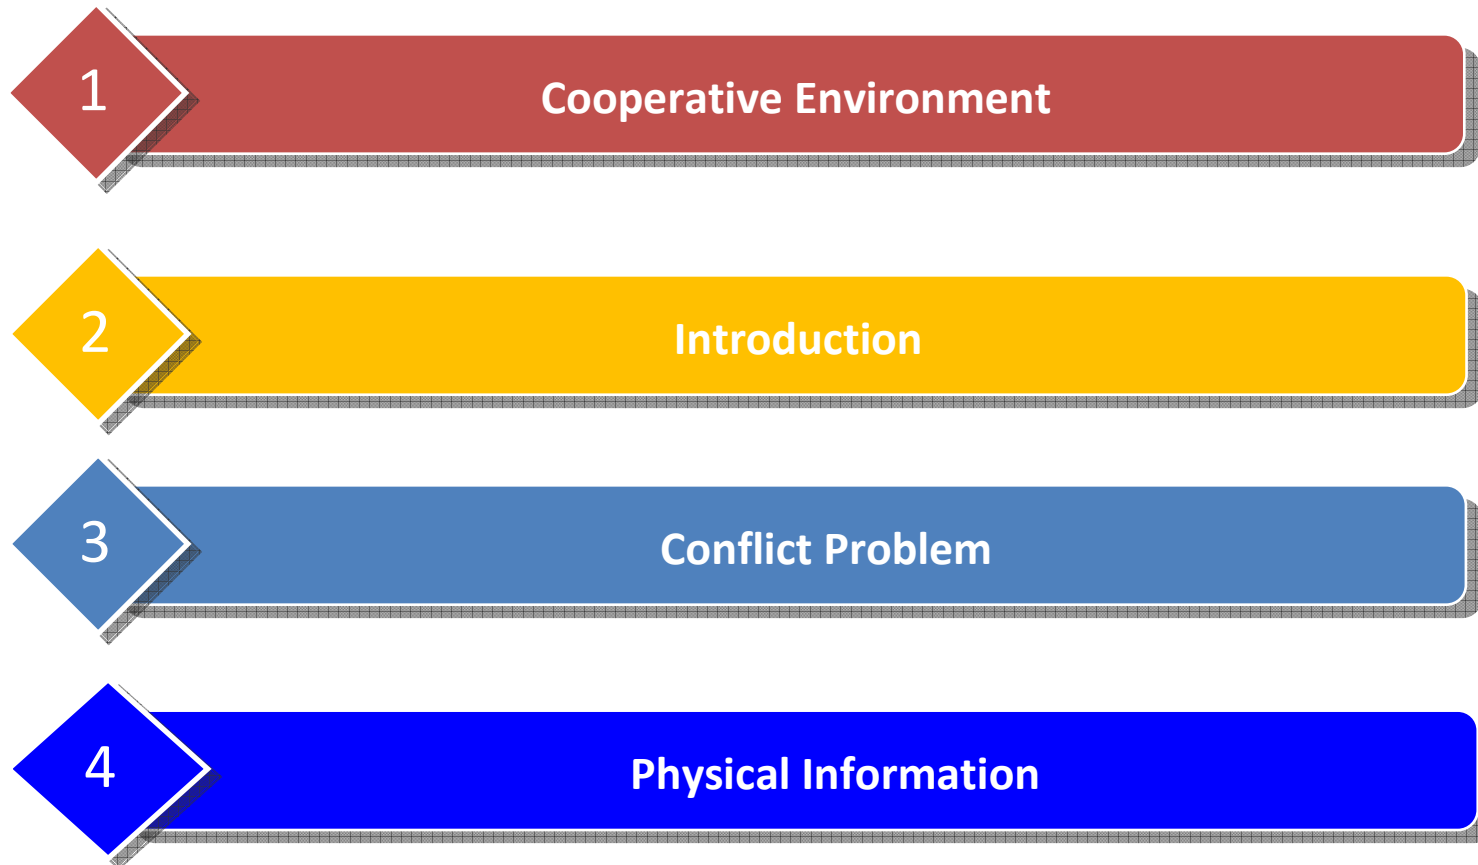 1
Cooperative Environment
2
Introduction
3
Conflict Problem
4
Physical Information